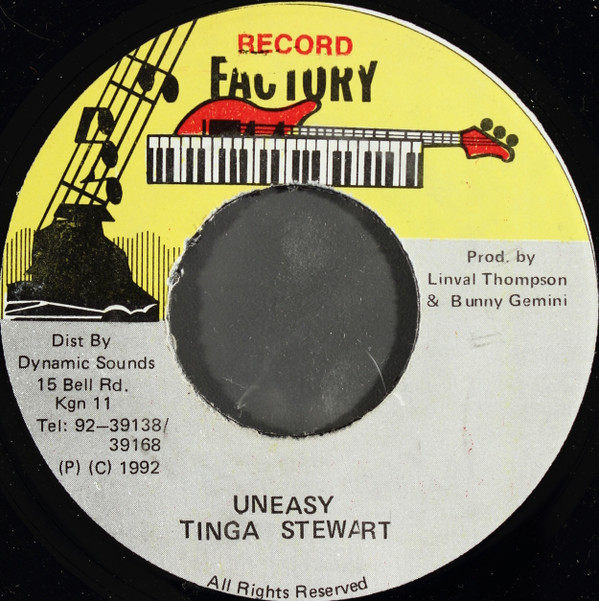 RECORD
FACTORY
Prod. by
Linval Thompson
& Bunny Gemini
Dist By
Dynamic Sounds
15 Bell Rd.
Kgn 11
Tel: 92-39138/
39168
(P) (C) 1992
UNEASY
TINGA STEWART
All Rights Reserved